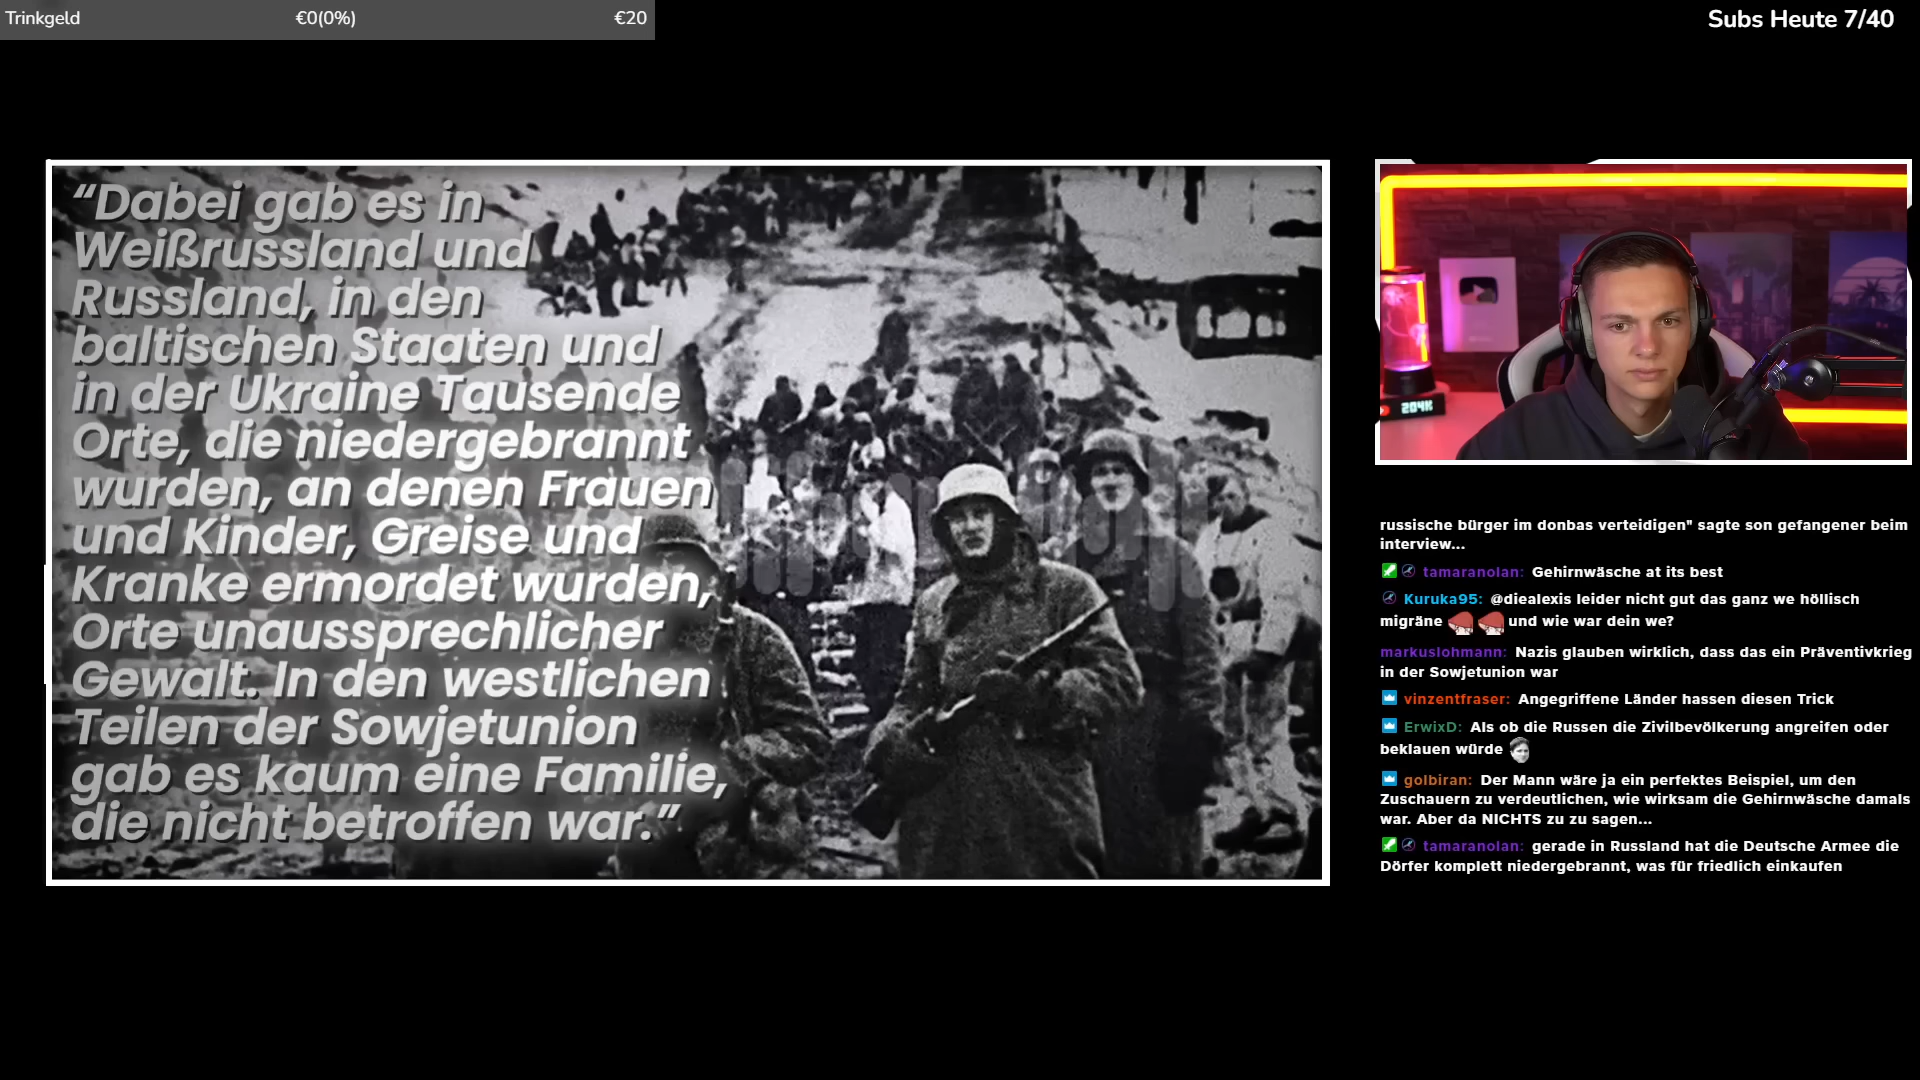 Trinkgeld €0(0%) €20
Subs Heute 7/40
“Dabei gab es in
Weißrussland und
Russland, in den
baltischen Staaten und
in der Ukraine Tausende
Orte, die niedergebrannt
wurden, an denen Frauen
und Kinder, Greise und
Kranke ermordet wurden,
Orte unaussprechlicher
Gewalt. In den westlichen
Teilen der Sowjetunion
gab es kaum eine Familie,
die nicht betroffen war.”
204K
russische bürger im donbas verteidigen" sagte son gefangener beim
interview...
tamaranolan: Gehirnwäsche at its best
Kuruka95: @diealexis leider nicht gut das ganz we höllisch
migräne und wie war dein we?
markuslohmann: Nazis glauben wirklich, dass das ein Präventivkrieg
in der Sowjetunion war
vinzentfraser: Angegriffene Länder hassen diesen Trick
ErwixD: Als ob die Russen die Zivilbevölkerung angreifen oder
beklauen würde
golbiran: Der Mann wäre ja ein perfektes Beispiel, um den
Zuschauern zu verdeutlichen, wie wirksam die Gehirnwäsche damals
war. Aber da NICHTS zu zu sagen...
tamaranolan: gerade in Russland hat die Deutsche Armee die
Dörfer komplett niedergebrannt, was für friedlich einkaufen